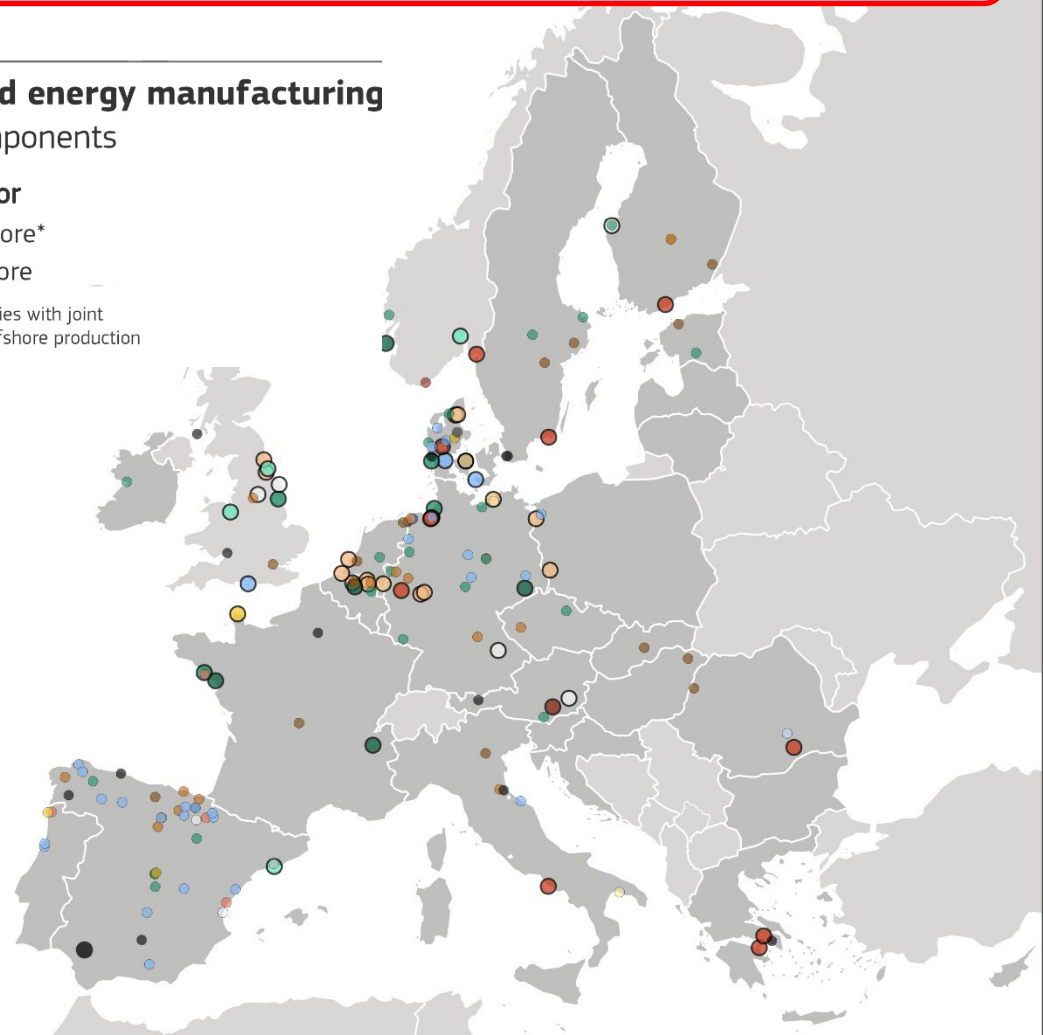 d energy manufacturing
ponents
or
ore*
ore
ies with joint
fshore production